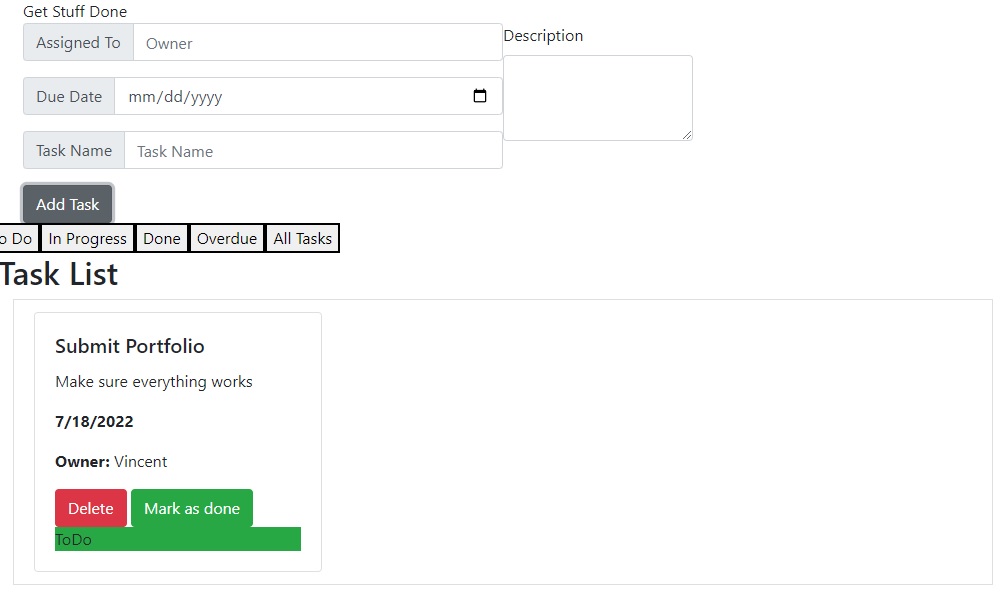 Get Stuff Done
Assigned To Owner
Description
Due Date mm/dd/yyyy
Task Name Task Name
Add Task
o Do In Progress Done Overdue All Tasks
Task List
Submit Portfolio
Make sure everything works
7/18/2022
Owner: Vincent
Delete Mark as done
ToDo